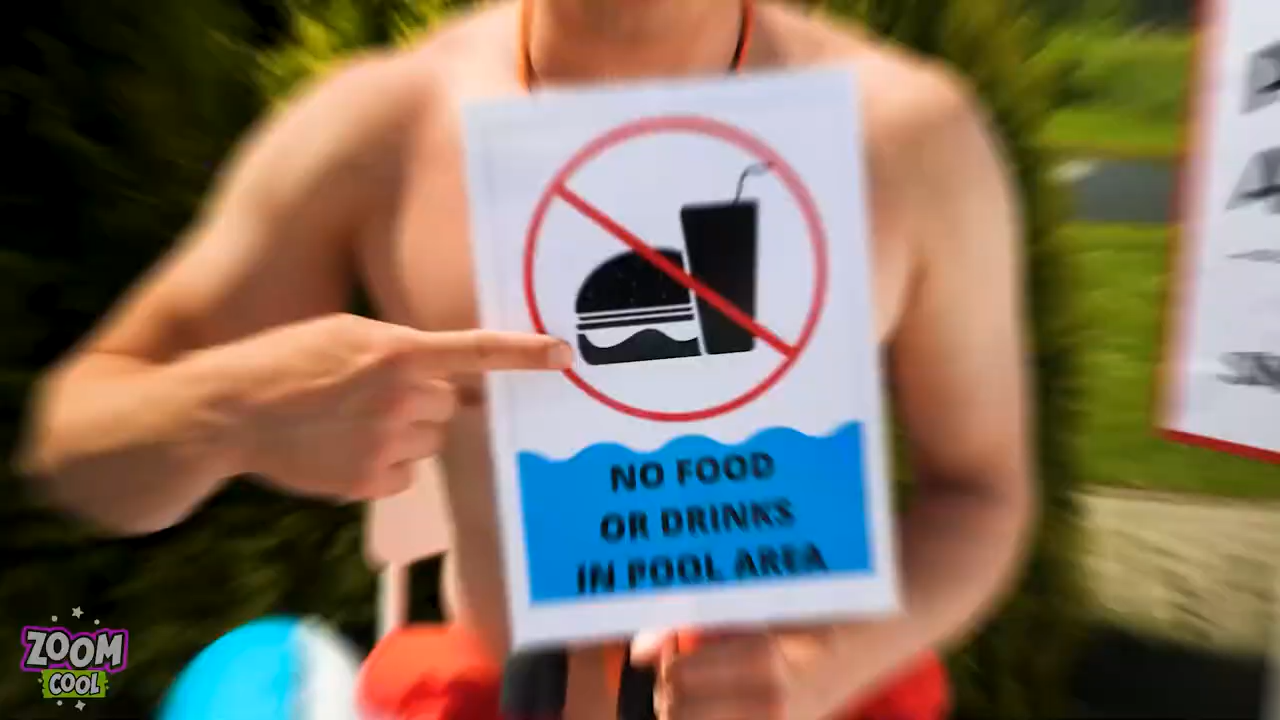 NO FOOD
OR DRINKS
IN POOL AREA
ZOOM
COOL